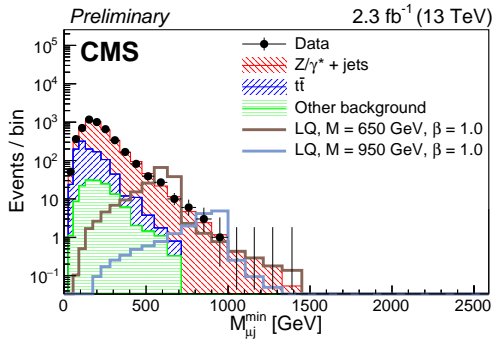 Preliminary 2.3 fb⁻¹ (13 TeV)
CMS
Data
Z/γ* + jets
tt̄
Other background
LQ, M = 650 GeV, β = 1.0
LQ, M = 950 GeV, β = 1.0
Events / bin
10⁵
10⁴
10³
10²
10
1
10⁻¹
0 500 1000 1500 2000 2500
M_μj^min [GeV]